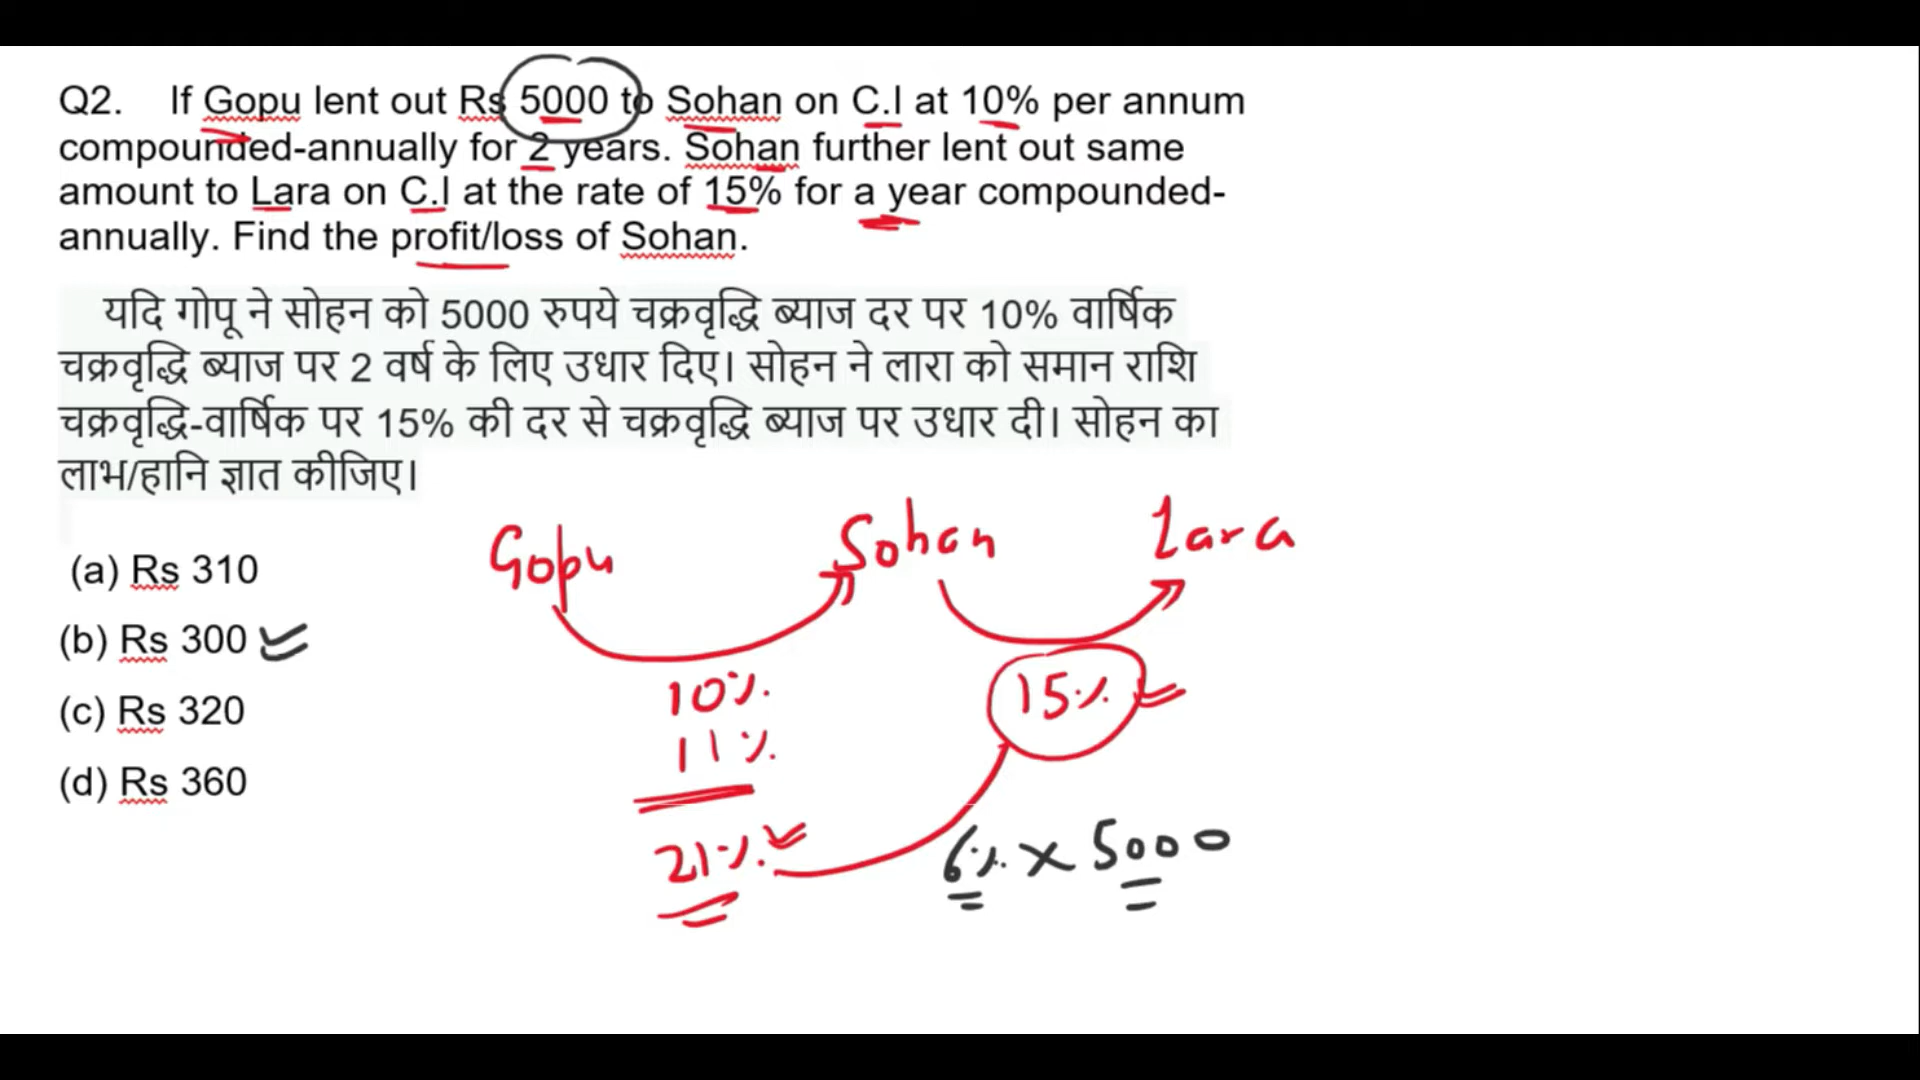 Q2. If Gopu lent out Rs 5000 to Sohan on C.I at 10% per annum
compounded-annually for 2 years. Sohan further lent out same
amount to Lara on C.I at the rate of 15% for a year compounded-
annually. Find the profit/loss of Sohan.
यदि गोपू ने सोहन को 5000 रुपये चक्रवृद्धि ब्याज दर पर 10% वार्षिक
चक्रवृद्धि ब्याज पर 2 वर्ष के लिए उधार दिए। सोहन ने लारा को समान राशि
चक्रवृद्धि-वार्षिक पर 15% की दर से चक्रवृद्धि ब्याज पर उधार दी। सोहन का
लाभ/हानि ज्ञात कीजिए।
Gopu Sohan Lara
(a) Rs 310
(b) Rs 300
10% 15%
(c) Rs 320
11%
(d) Rs 360
21% 6% × 5000